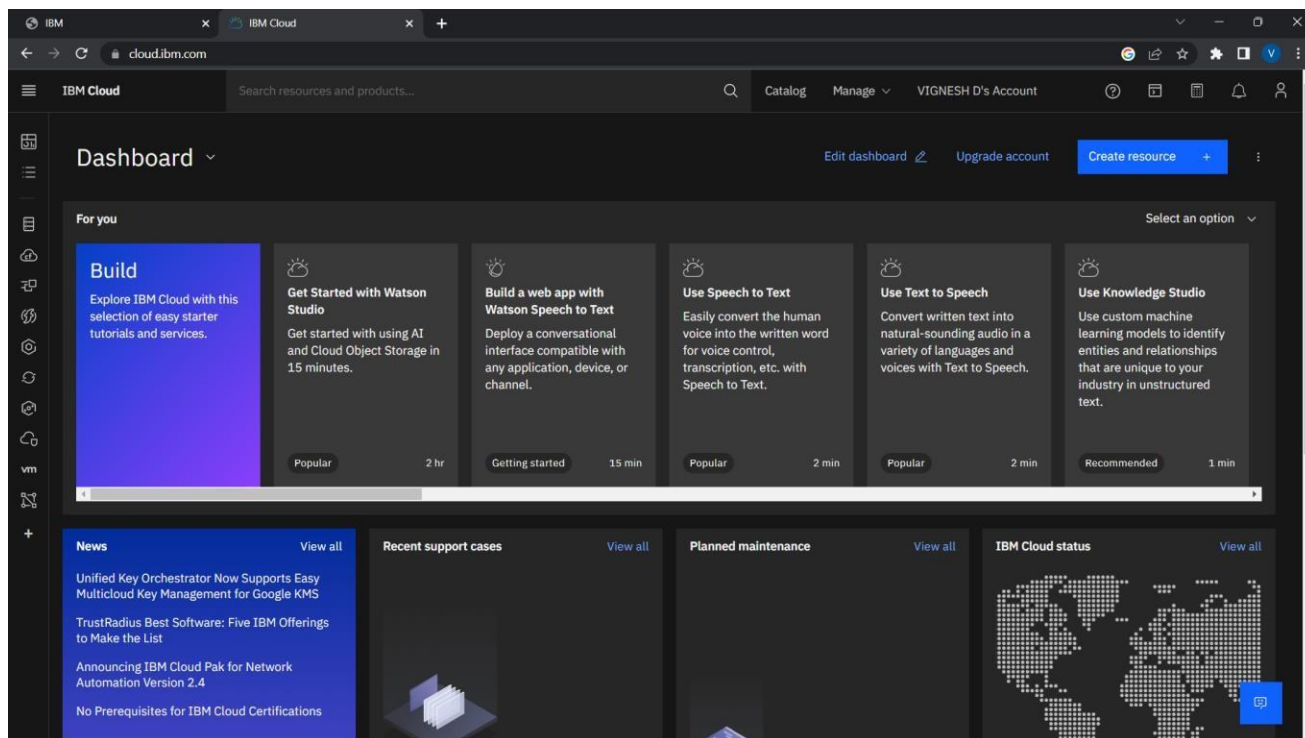 IBM
IBM Cloud
cloud.ibm.com
V
IBM Cloud
Search resources and products...
Catalog
Manage
VIGNESH D's Account
Dashboard
Edit dashboard
Upgrade account
Create resource +
For you
Select an option
Build
Explore IBM Cloud with this
selection of easy starter
tutorials and services.
Get Started with Watson
Studio
Get started with using AI
and Cloud Object Storage in
15 minutes.
Popular
2 hr
Build a web app with
Watson Speech to Text
Deploy a conversational
interface compatible with
any application, device, or
channel.
Getting started
15 min
Use Speech to Text
Easily convert the human
voice into the written word
for voice control,
transcription, etc. with
Speech to Text.
Popular
2 min
Use Text to Speech
Convert written text into
natural-sounding audio in a
variety of languages and
voices with Text to Speech.
Popular
2 min
Use Knowledge Studio
Use custom machine
learning models to identify
entities and relationships
that are unique to your
industry in unstructured
text.
Recommended
1 min
vm
News
View all
Unified Key Orchestrator Now Supports Easy
Multicloud Key Management for Google KMS
TrustRadius Best Software: Five IBM Offerings
to Make the List
Announcing IBM Cloud Pak for Network
Automation Version 2.4
No Prerequisites for IBM Cloud Certifications
Recent support cases
View all
Planned maintenance
View all
IBM Cloud status
View all